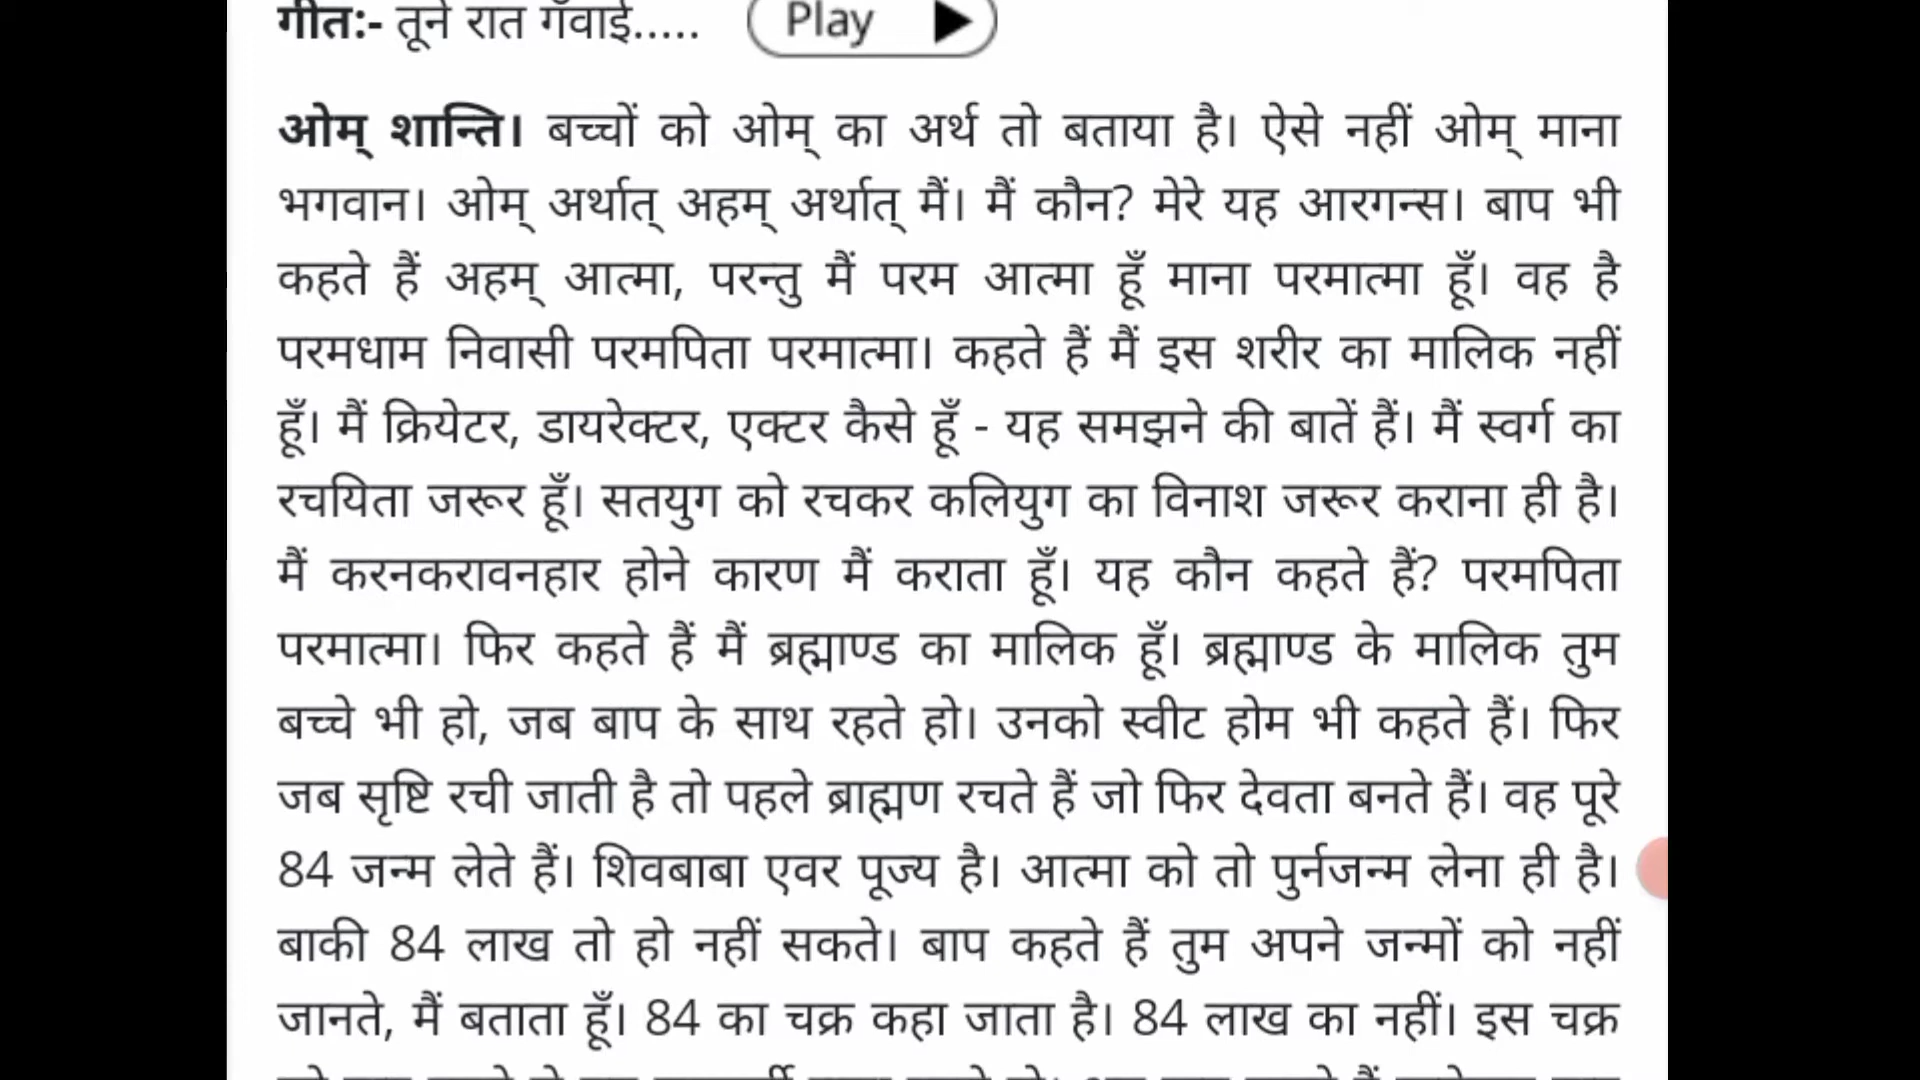 गीत:- तूने रात गँवाई..... Play
ओम् शान्ति। बच्चों को ओम् का अर्थ तो बताया है। ऐसे नहीं ओम् माना
भगवान। ओम् अर्थात् अहम् अर्थात् मैं। मैं कौन? मेरे यह आरगन्स। बाप भी
कहते हैं अहम् आत्मा, परन्तु मैं परम आत्मा हूँ माना परमात्मा हूँ। वह है
परमधाम निवासी परमपिता परमात्मा। कहते हैं मैं इस शरीर का मालिक नहीं
हूँ। मैं क्रियेटर, डायरेक्टर, एक्टर कैसे हूँ - यह समझने की बातें हैं। मैं स्वर्ग का
रचयिता जरूर हूँ। सतयुग को रचकर कलियुग का विनाश जरूर कराना ही है।
मैं करनकरावनहार होने कारण मैं कराता हूँ। यह कौन कहते हैं? परमपिता
परमात्मा। फिर कहते हैं मैं ब्रह्माण्ड का मालिक हूँ। ब्रह्माण्ड के मालिक तुम
बच्चे भी हो, जब बाप के साथ रहते हो। उनको स्वीट होम भी कहते हैं। फिर
जब सृष्टि रची जाती है तो पहले ब्राह्मण रचते हैं जो फिर देवता बनते हैं। वह पूरे
84 जन्म लेते हैं। शिवबाबा एवर पूज्य है। आत्मा को तो पुर्नजन्म लेना ही है।
बाकी 84 लाख तो हो नहीं सकते। बाप कहते हैं तुम अपने जन्मों को नहीं
जानते, मैं बताता हूँ। 84 का चक्र कहा जाता है। 84 लाख का नहीं। इस चक्र